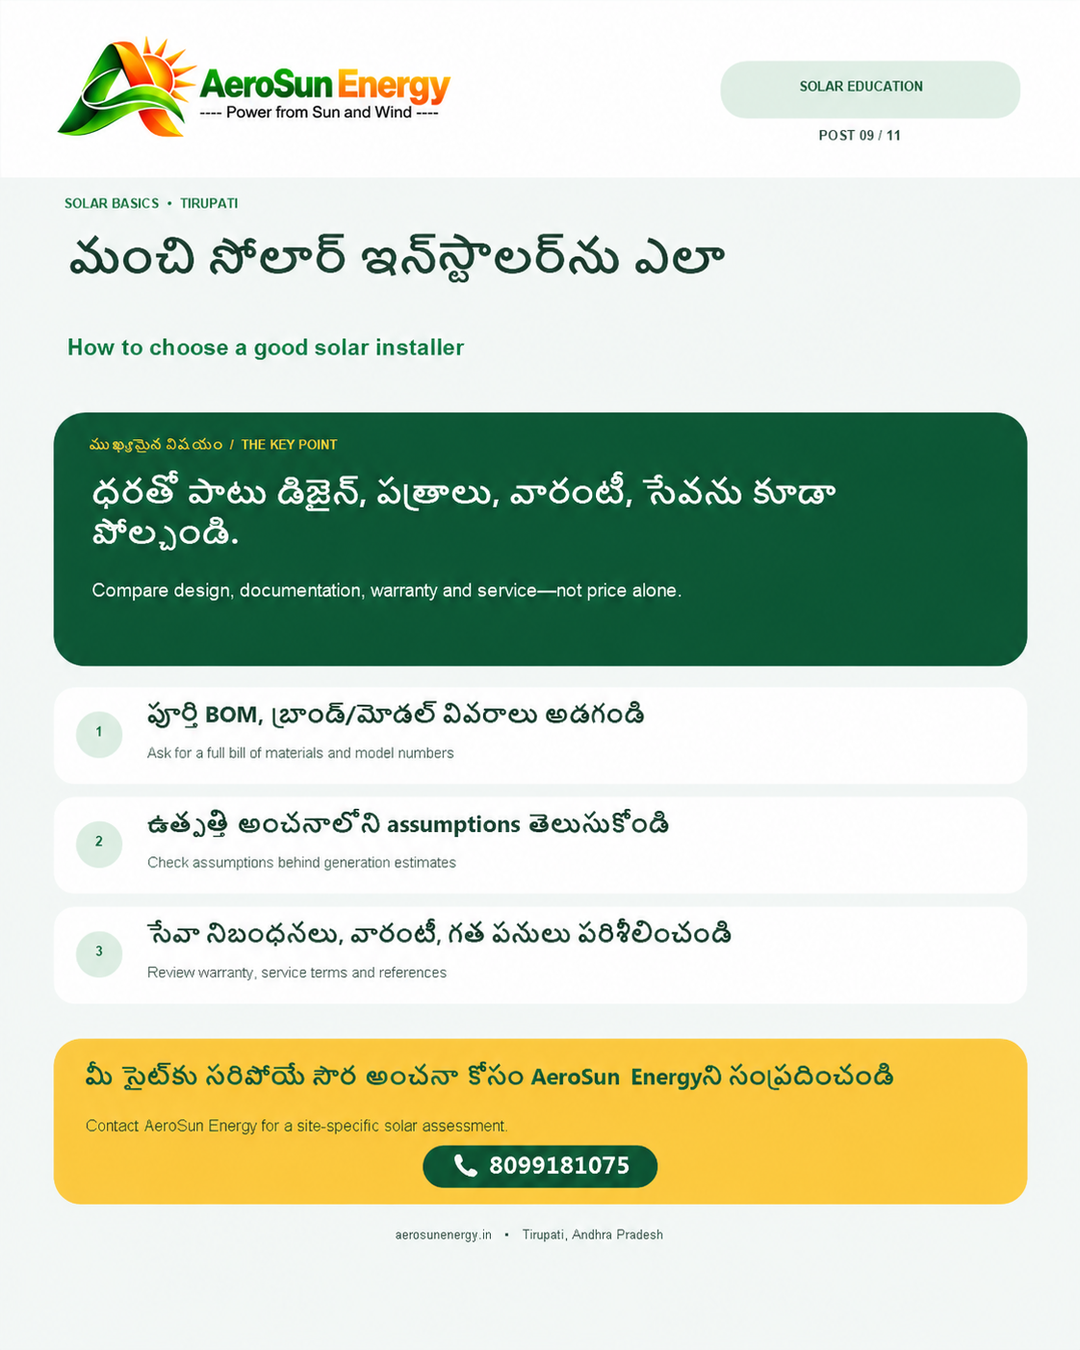 AeroSun Energy
---- Power from Sun and Wind ----
SOLAR EDUCATION
POST 09 / 11
SOLAR BASICS • TIRUPATI
మంచి సోలార్ ఇన్‌స్టాలర్‌ను ఎలా
How to choose a good solar installer
ముఖ్యమైన విషయం / THE KEY POINT
ధరతో పాటు డిజైన్, పత్రాలు, వారంటీ, సేవను కూడా
పోల్చండి.
Compare design, documentation, warranty and service—not price alone.
1
పూర్తి BOM, బ్రాండ్/మోడల్ వివరాలు అడగండి
Ask for a full bill of materials and model numbers
2
ఉత్పత్తి అంచనాలోని assumptions తెలుసుకోండి
Check assumptions behind generation estimates
3
సేవా నిబంధనలు, వారంటీ, గత పనులు పరిశీలించండి
Review warranty, service terms and references
మీ సైట్‌కు సరిపోయే సౌర అంచనా కోసం AeroSun Energyని సంప్రదించండి
Contact AeroSun Energy for a site-specific solar assessment.
8099181075
aerosunenergy.in • Tirupati, Andhra Pradesh